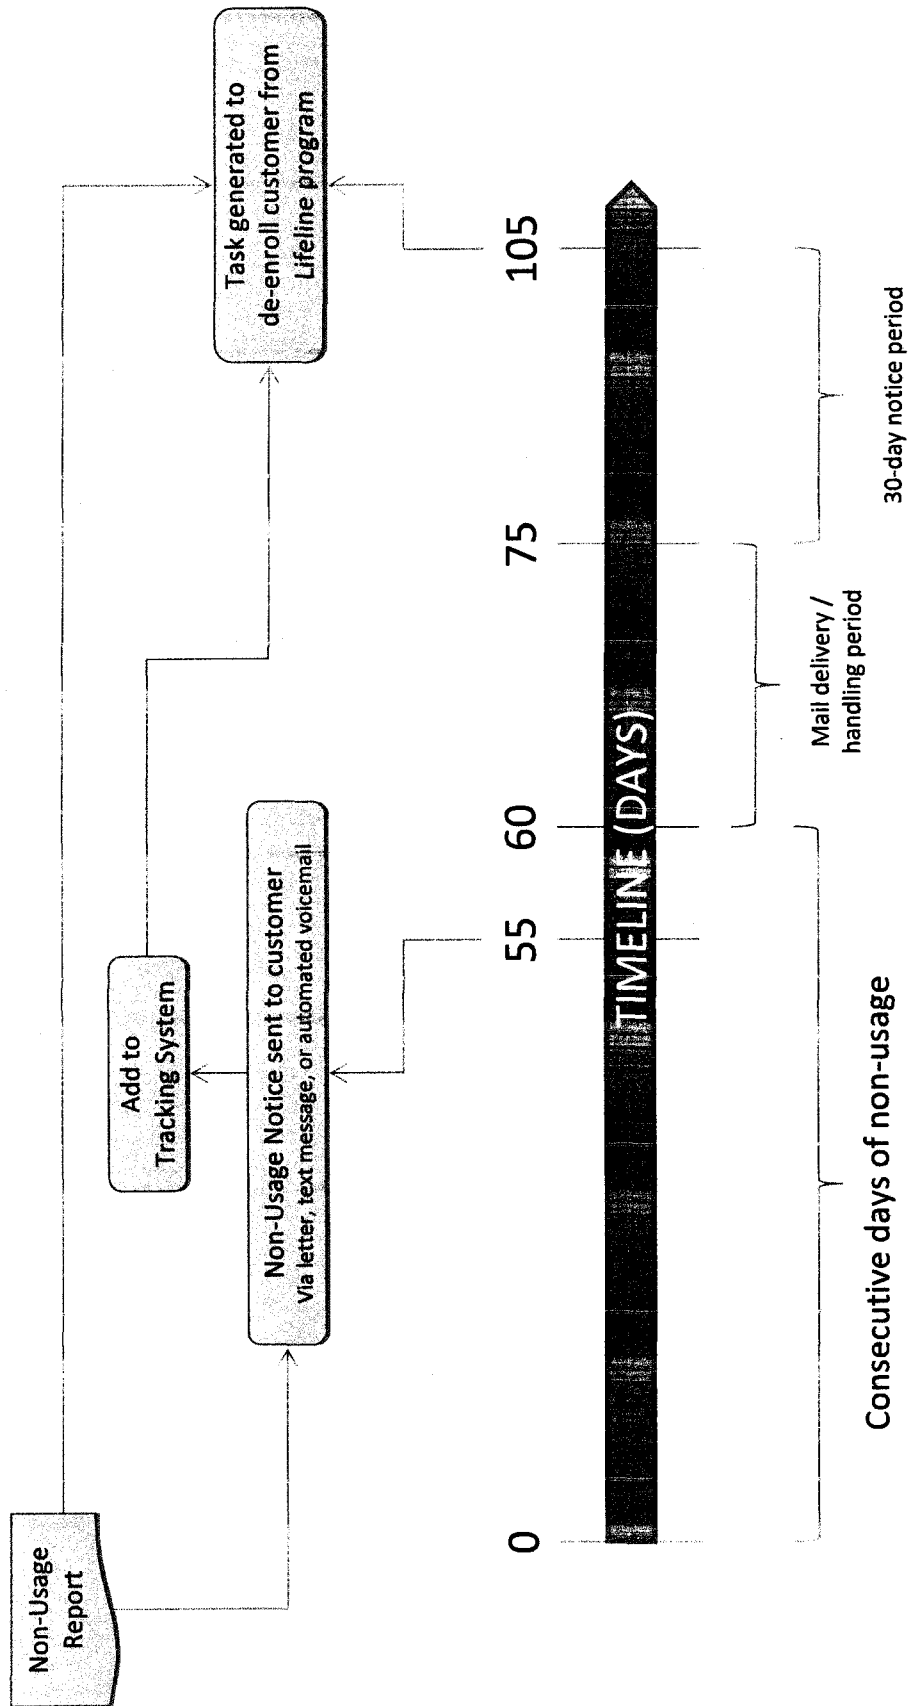 Non-Usage
Report
Add to
Tracking System
Non-Usage Notice sent to customer
Via letter, text message, or automated voicemail
Task generated to
de-enroll customer from
Lifeline program
0
55
60
75
105
TIMELINE (DAYS)
Consecutive days of non-usage
Mail delivery /
handling period
30-day notice period